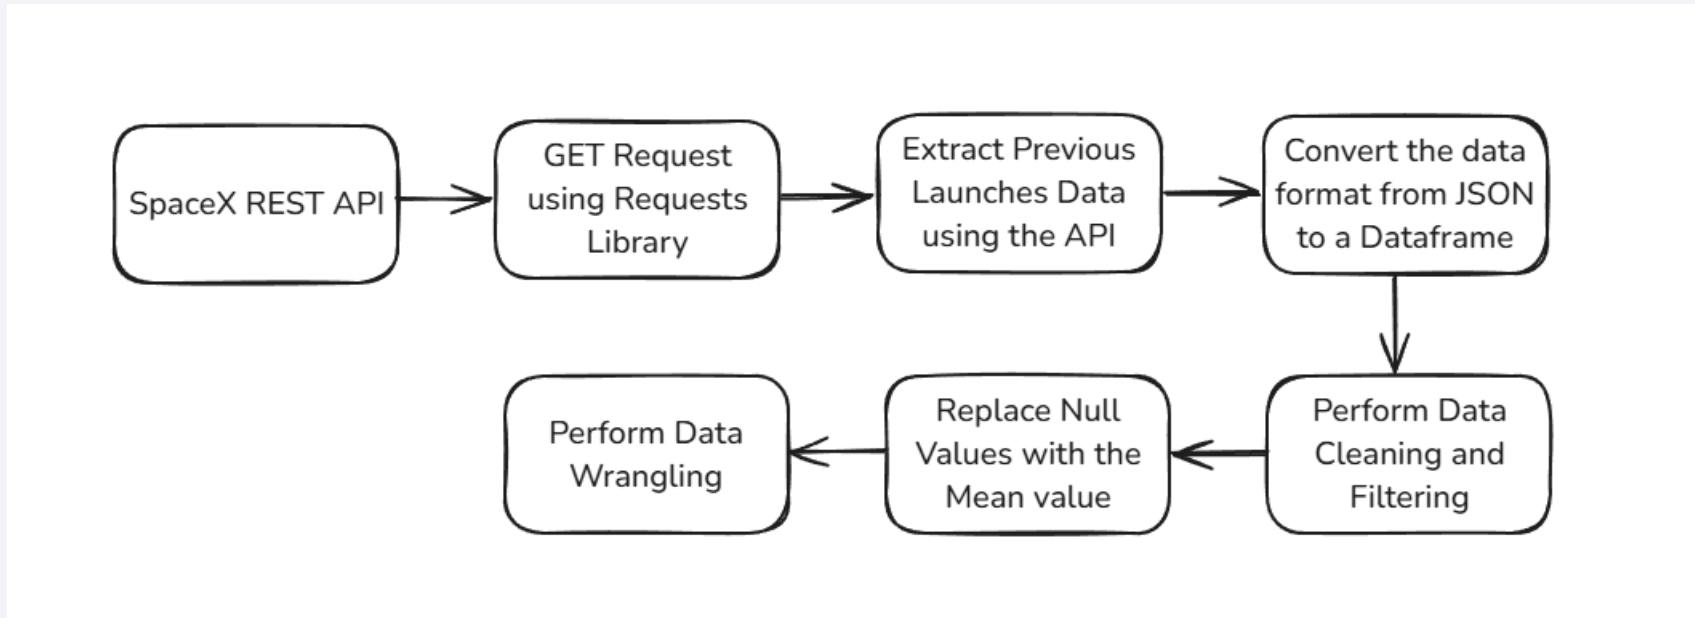 SpaceX REST API
GET Request
using Requests
Library
Extract Previous
Launches Data
using the API
Convert the data
format from JSON
to a Dataframe
Perform Data
Cleaning and
Filtering
Replace Null
Values with the
Mean value
Perform Data
Wrangling